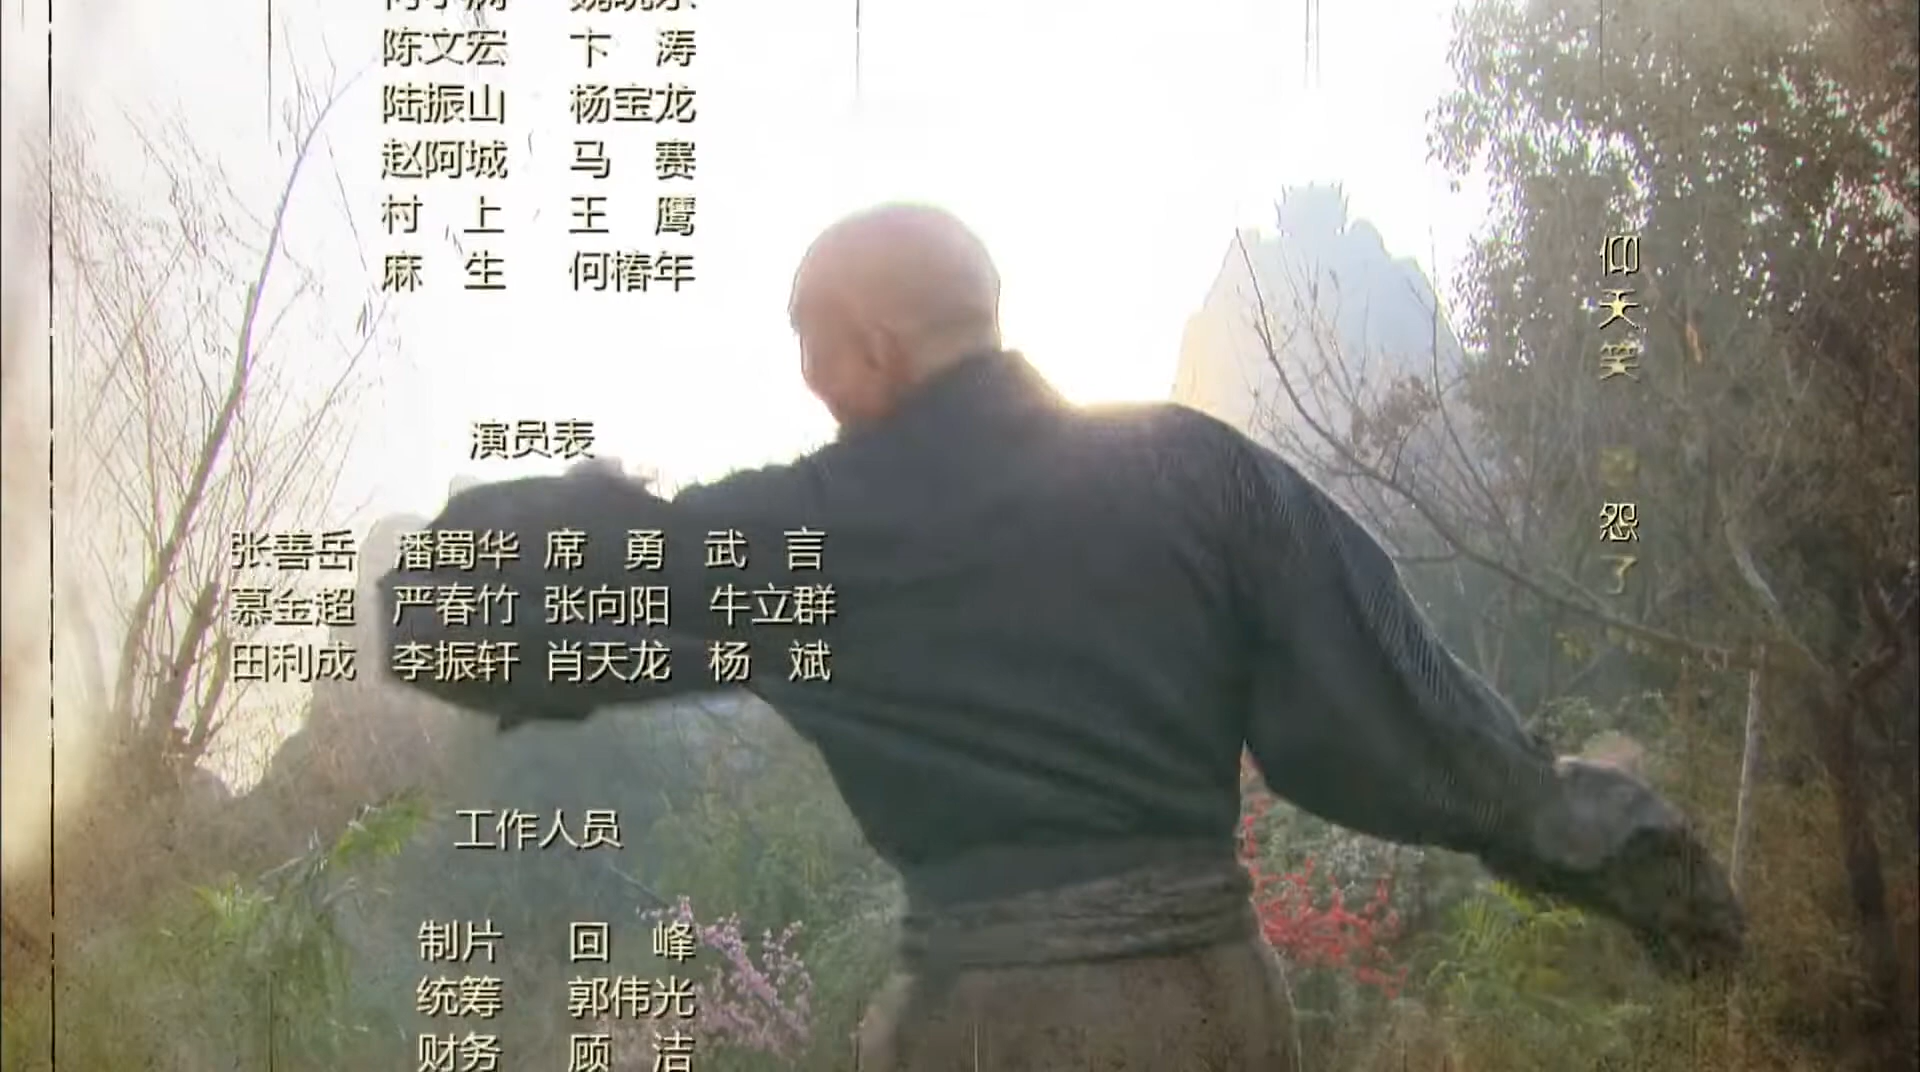 陈文宏 卞 涛
陆振山 杨宝龙
赵阿城 马 赛
村 上 王 鹰
麻 生 何椿年
演员表
张善岳 潘蜀华 席 勇 武 言
慕金超 严春竹 张向阳 牛立群
田利成 李振轩 肖天龙 杨 斌
工作人员
制片 回 峰
统筹 郭伟光
财务 顾 洁
仰天笑 怨了